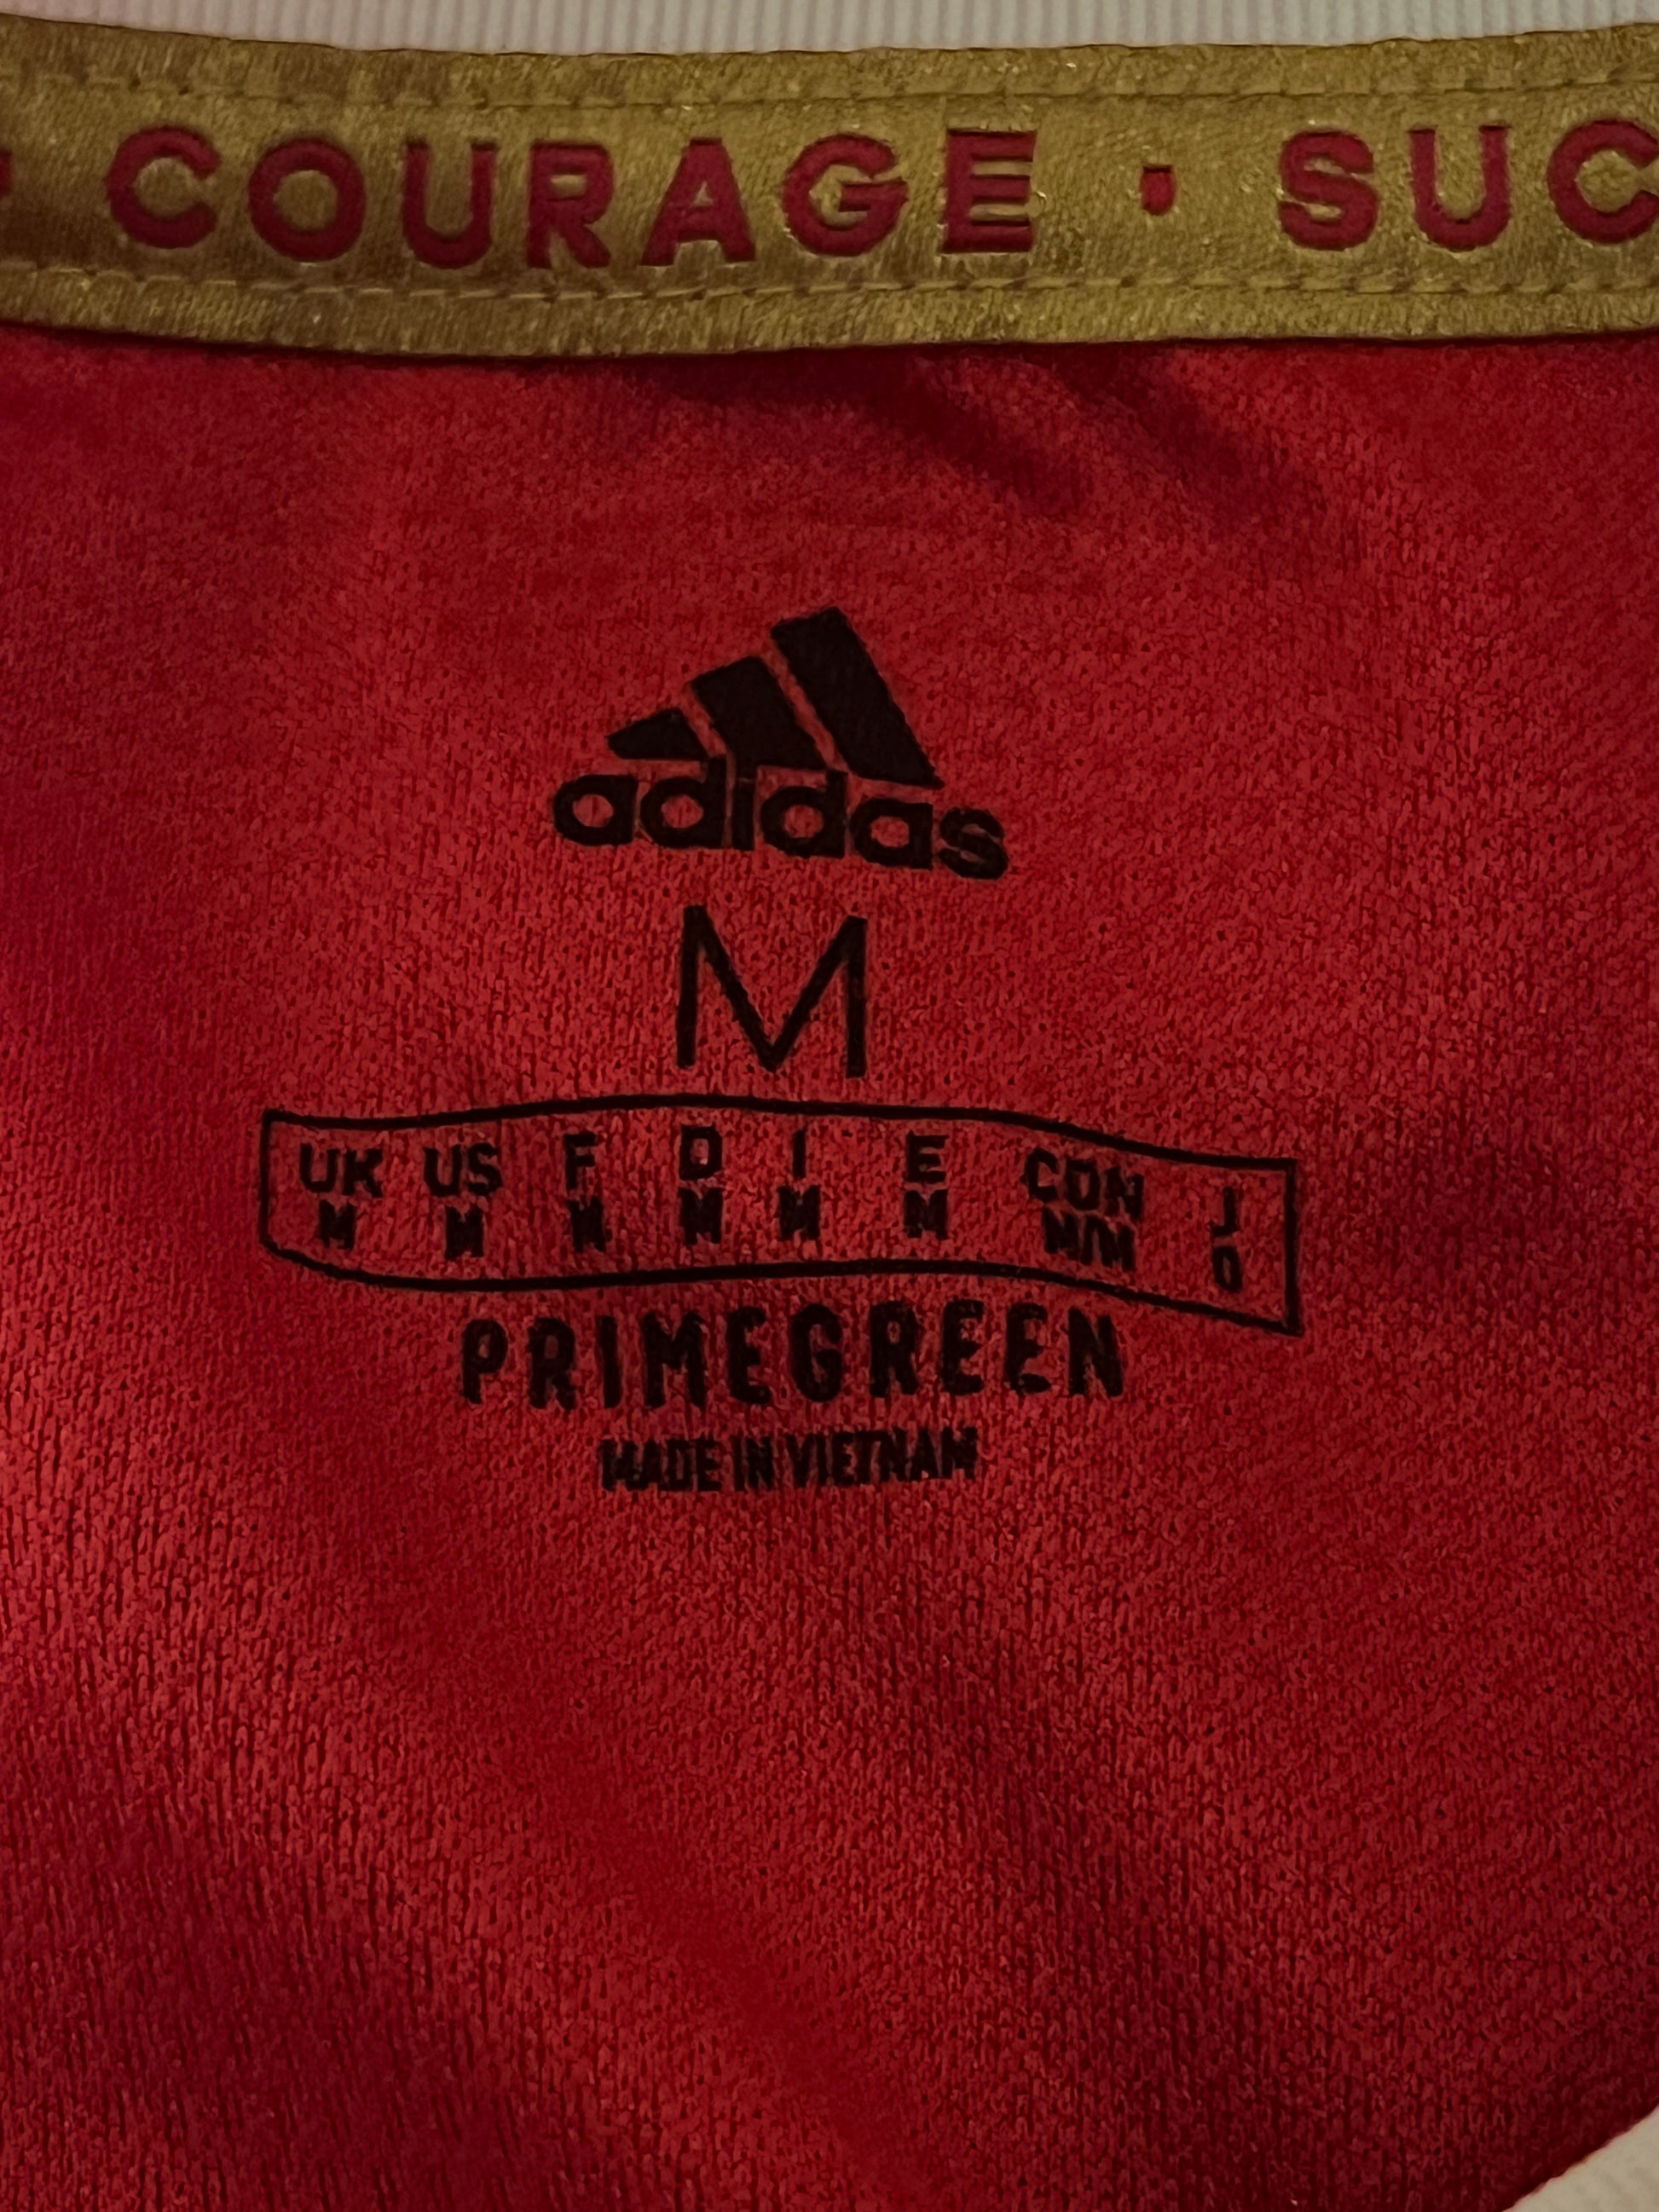 COURAGE · SUC
adidas
M
UK US F D I E CON J
M M M M M M M/M O
PRIMEGREEN
MADE IN VIETNAM